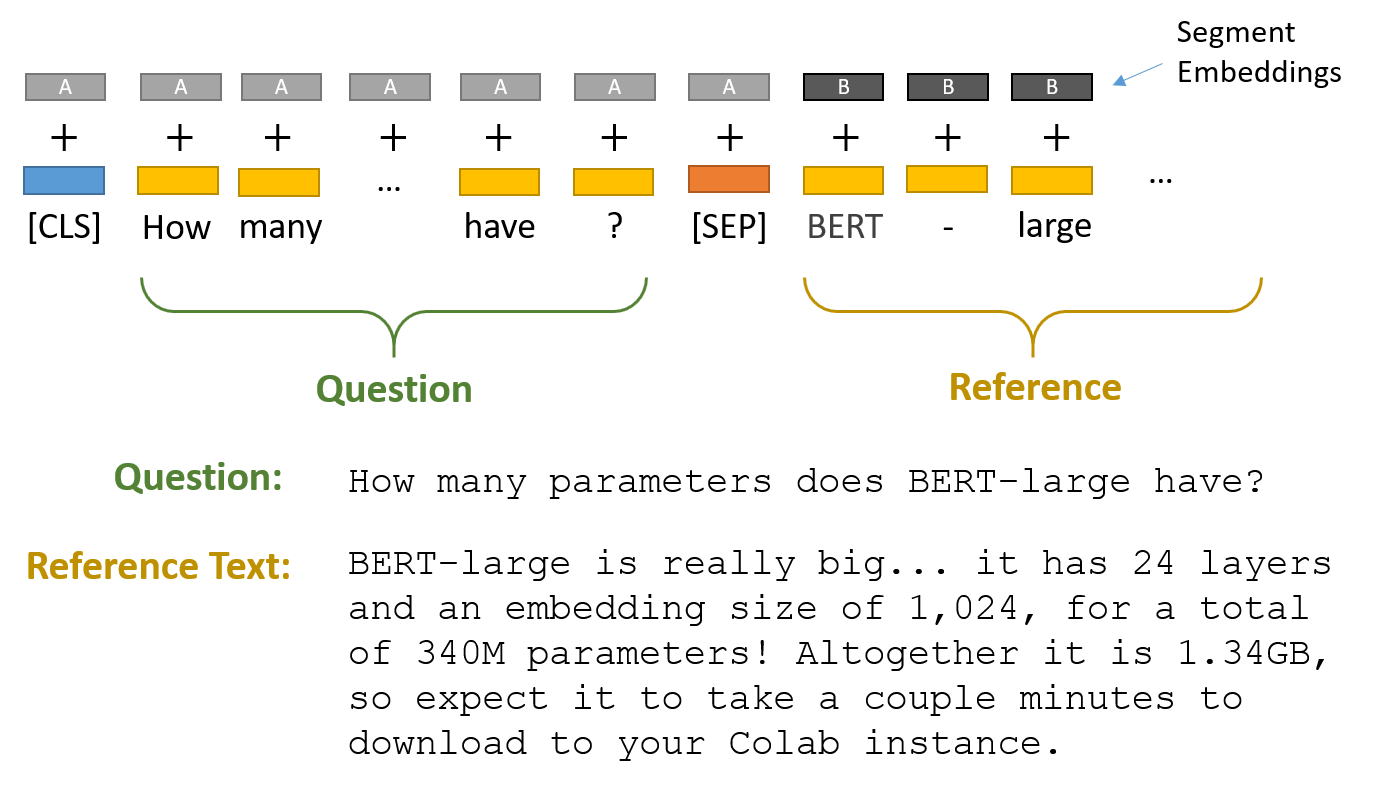 Segment
Embeddings
A A A A A A A B B B
+ + + + + + + + + +
... ...
[CLS] How many have ? [SEP] BERT - large
Question Reference
Question: How many parameters does BERT-large have?
Reference Text: BERT-large is really big... it has 24 layers
and an embedding size of 1,024, for a total
of 340M parameters! Altogether it is 1.34GB,
so expect it to take a couple minutes to
download to your Colab instance.